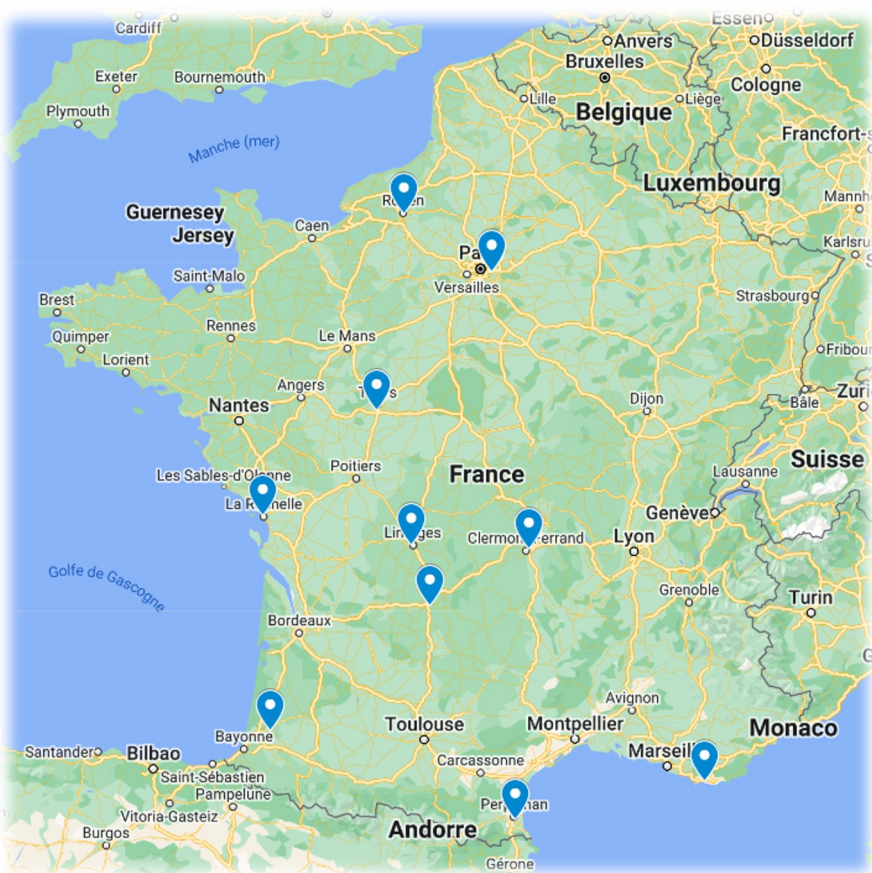 Cardiff
Essen
Anvers
Düsseldorf
Bruxelles
Exeter
Bournemouth
Cologne
Lille
Liège
Plymouth
Belgique
Francfort-
Manche (mer)
Luxembourg
Mannh
Guernesey
Jersey
Caen
Karlsru
Saint-Malo
Versailles
Strasbourg
Brest
Rennes
Quimper
Le Mans
Fribou
Lorient
Angers
Nantes
Dijon
Bâle
Zuri
Poitiers
France
Suisse
Lausanne
Les Sables-d'Olonne
Genève
Lyon
Golfe de Gascogne
Grenoble
Turin
Bordeaux
Avignon
Toulouse
Montpellier
Monaco
Bayonne
Santander
Bilbao
Carcassonne
Saint-Sébastien
Pampelune
Vitoria-Gasteiz
Andorre
Burgos
Gérone